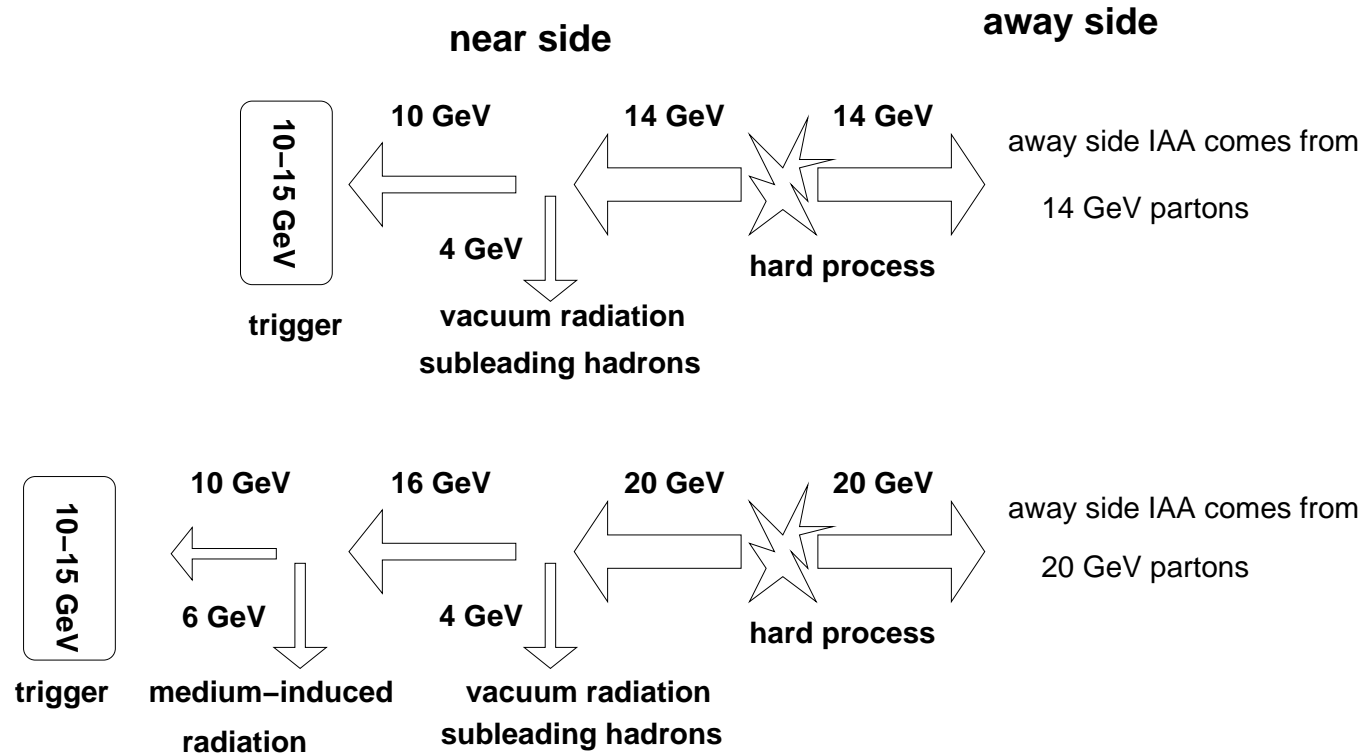 near side
away side
10 GeV
14 GeV
14 GeV
10–15 GeV
away side IAA comes from
14 GeV partons
4 GeV
hard process
trigger
vacuum radiation
subleading hadrons
10 GeV
16 GeV
20 GeV
20 GeV
10–15 GeV
away side IAA comes from
20 GeV partons
6 GeV
4 GeV
hard process
trigger
medium–induced
radiation
vacuum radiation
subleading hadrons